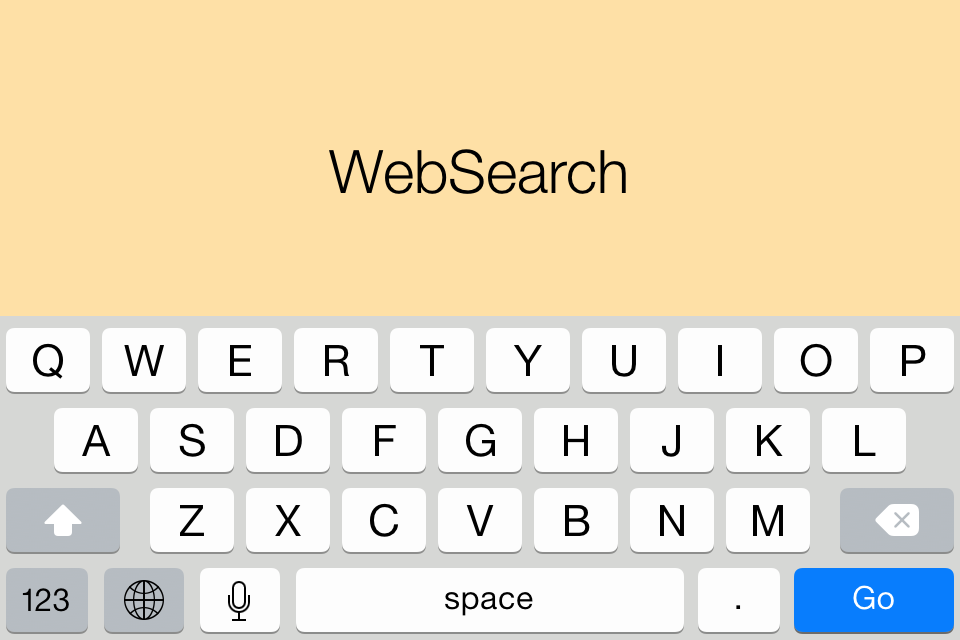 WebSearch
Q W E R T Y U I O P
A S D F G H J K L
Z X C V B N M
123 space . Go